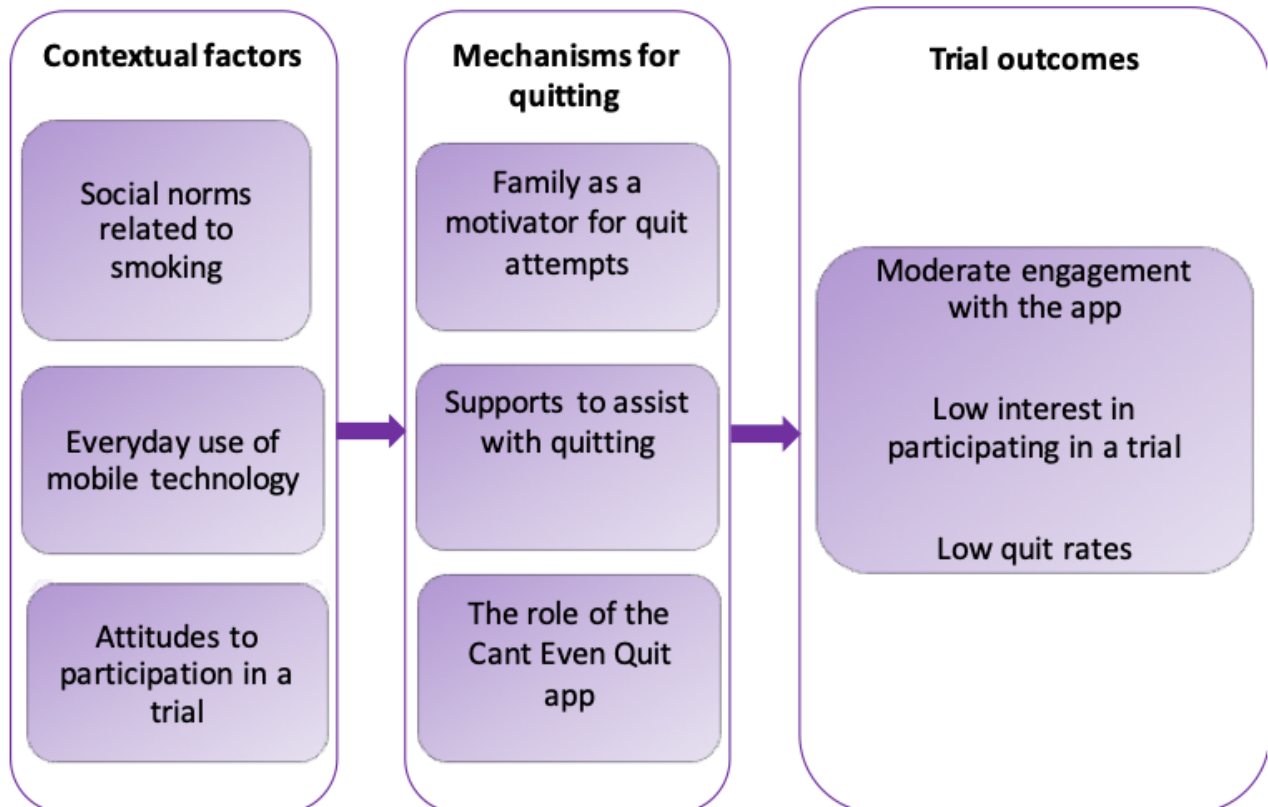 Contextual factors
Social norms
related to
smoking
Everyday use of
mobile technology
Attitudes to
participation in a
trial
Mechanisms for
quitting
Family as a
motivator for quit
attempts
Supports to assist
with quitting
The role of the
Cant Even Quit
app
Trial outcomes
Moderate engagement
with the app
Low interest in
participating in a trial
Low quit rates